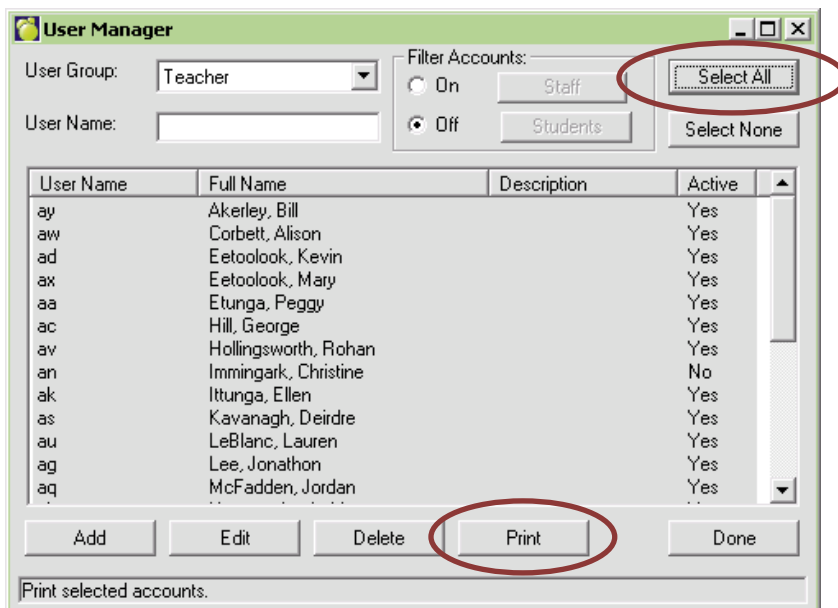 User Manager
User Group: Teacher Filter Accounts: On Staff Select All
User Name: Off Students Select None
User Name Full Name Description Active
ay Akerley, Bill Yes
aw Corbett, Alison Yes
ad Eetoolook, Kevin Yes
ax Eetoolook, Mary Yes
aa Etunga, Peggy Yes
ac Hill, George Yes
av Hollingsworth, Rohan Yes
an Immingark, Christine No
ak Ittunga, Ellen Yes
as Kavanagh, Deirdre Yes
au LeBlanc, Lauren Yes
ag Lee, Jonathon Yes
aq McFadden, Jordan Yes
Add Edit Delete Print Done
Print selected accounts.